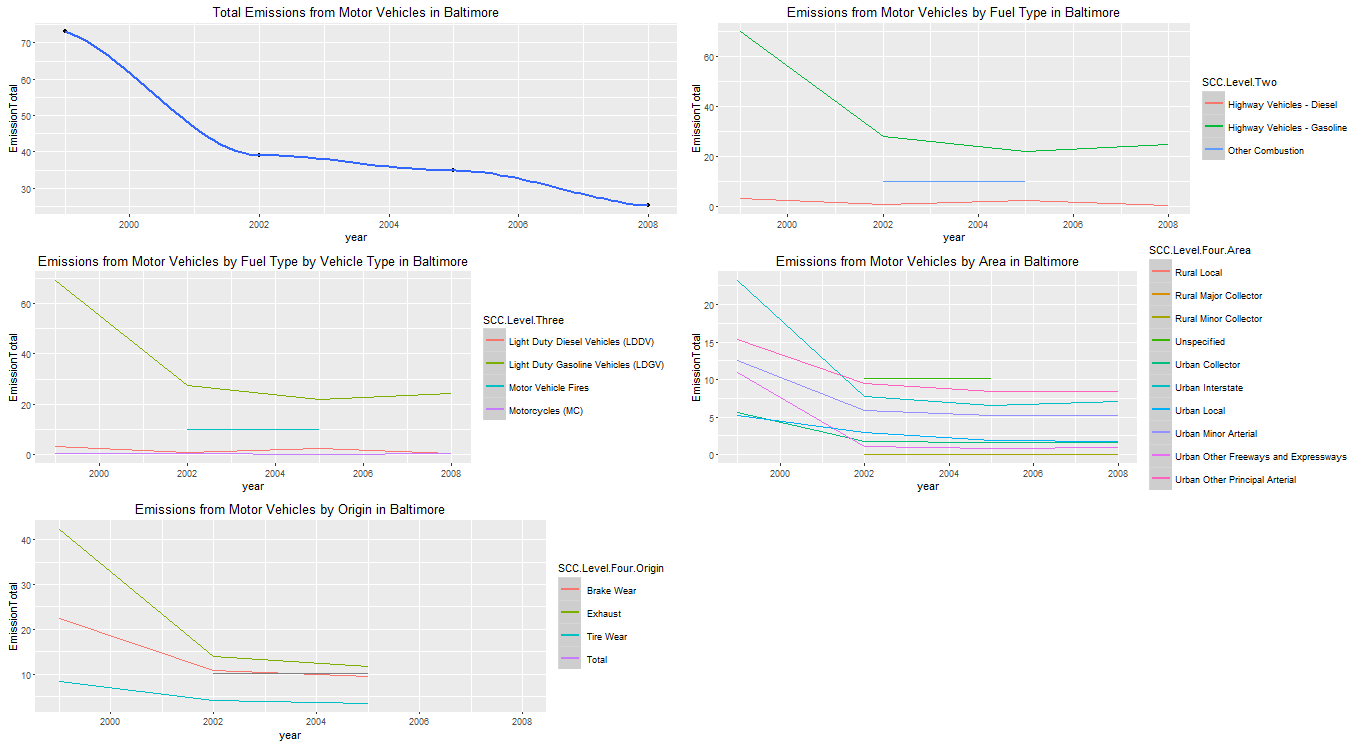 Total Emissions from Motor Vehicles in Baltimore
EmissionTotal
70
60
50
40
30
2000
2002
2004
2006
2008
year
Emissions from Motor Vehicles by Fuel Type in Baltimore
EmissionTotal
60
40
20
0
2000
2002
2004
2006
2008
year
SCC.Level.Two
Highway Vehicles - Diesel
Highway Vehicles - Gasoline
Other Combustion
Emissions from Motor Vehicles by Fuel Type by Vehicle Type in Baltimore
EmissionTotal
60
40
20
0
2000
2002
2004
2006
2008
year
SCC.Level.Three
Light Duty Diesel Vehicles (LDDV)
Light Duty Gasoline Vehicles (LDGV)
Motor Vehicle Fires
Motorcycles (MC)
Emissions from Motor Vehicles by Area in Baltimore
EmissionTotal
20
15
10
5
0
2000
2002
2004
2006
2008
year
SCC.Level.Four.Area
Rural Local
Rural Major Collector
Rural Minor Collector
Unspecified
Urban Collector
Urban Interstate
Urban Local
Urban Minor Arterial
Urban Other Freeways and Expressways
Urban Other Principal Arterial
Emissions from Motor Vehicles by Origin in Baltimore
EmissionTotal
40
30
20
10
2000
2002
2004
2006
2008
year
SCC.Level.Four.Origin
Brake Wear
Exhaust
Tire Wear
Total